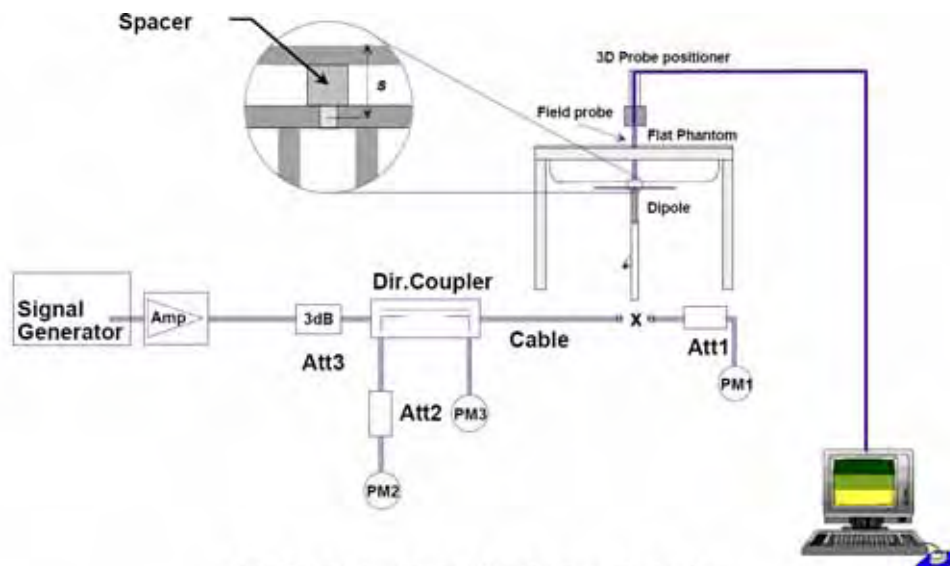 Spacer
s
3D Probe positioner
Field probe
Flat Phantom
Dipole
Signal
Generator
Amp
3dB
Att3
Dir.Coupler
Cable
x
Att1
PM1
Att2
PM3
PM2